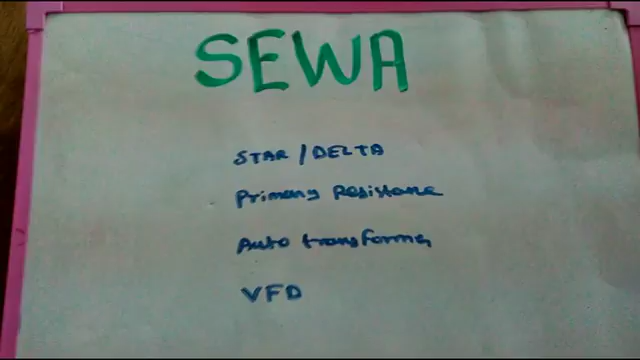 SEWA
STAR / DELTA
Primary Resistance
Auto transformer
VFD